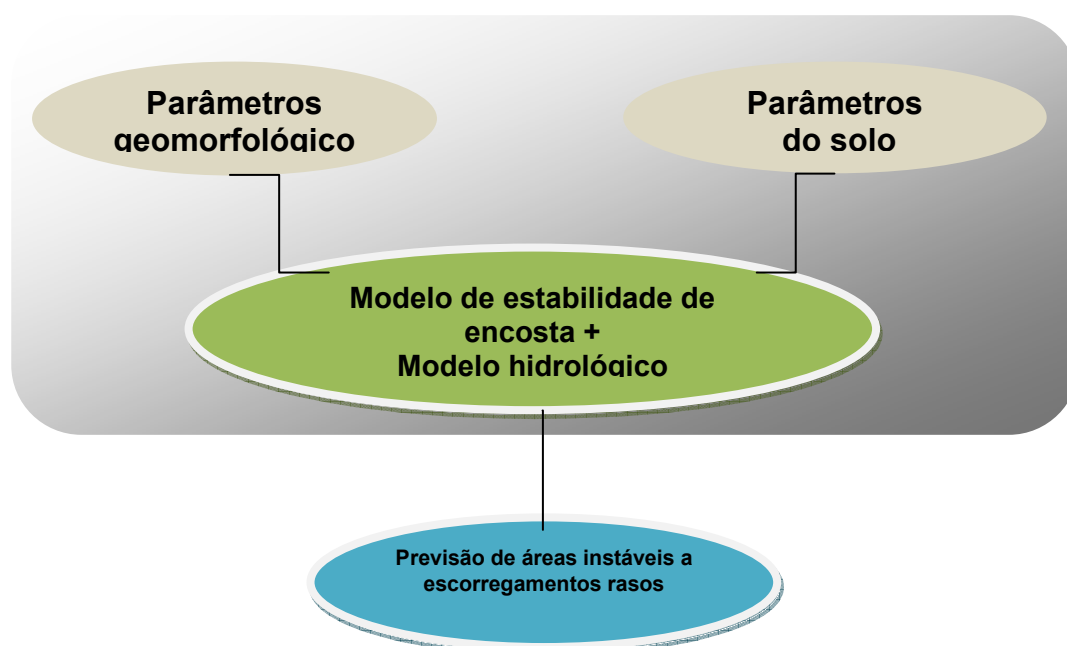 Parâmetros
geomorfológico
Parâmetros
do solo
Modelo de estabilidade de
encosta +
Modelo hidrológico
Previsão de áreas instáveis a
escorregamentos rasos